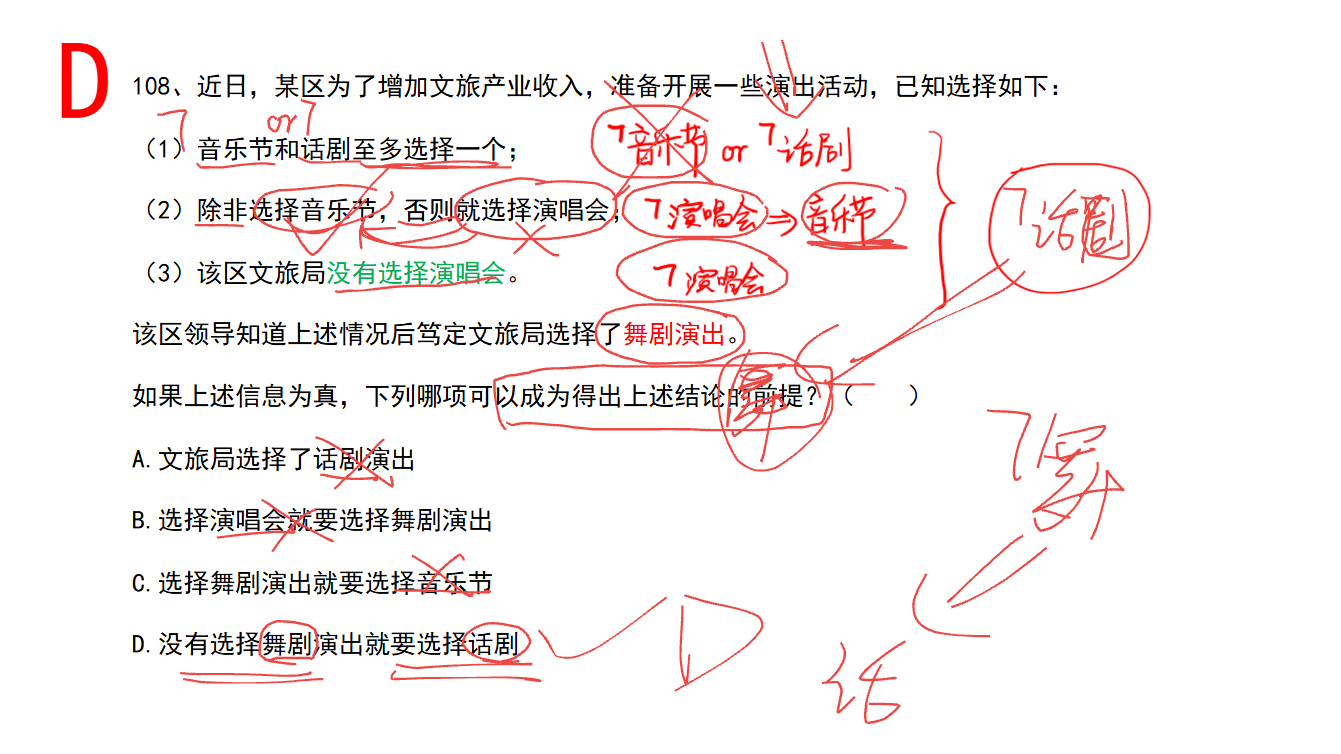 D
108、近日，某区为了增加文旅产业收入，准备开展一些演出活动，已知选择如下：
┐ or ┐
（1）音乐节和话剧至多选择一个； ┐音乐节 or ┐话剧
（2）除非选择音乐节，否则就选择演唱会； ┐演唱会⇒音乐节
┐话剧
（3）该区文旅局没有选择演唱会。 ┐演唱会
该区领导知道上述情况后笃定文旅局选择了舞剧演出。
如果上述信息为真，下列哪项可以成为得出上述结论的前提？（ ）
A.文旅局选择了话剧演出
┐舞
B.选择演唱会就要选择舞剧演出
C.选择舞剧演出就要选择音乐节
D.没有选择舞剧演出就要选择话剧
D
话